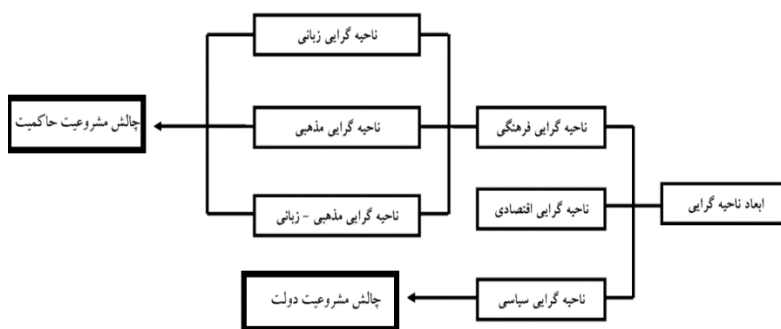 ابعاد ناحیه گرایی
ناحیه گرایی فرهنگی
ناحیه گرایی اقتصادی
ناحیه گرایی سیاسی
ناحیه گرایی زبانی
ناحیه گرایی مذهبی
ناحیه گرایی مذهبی - زبانی
چالش مشروعیت حاکمیت
چالش مشروعیت دولت